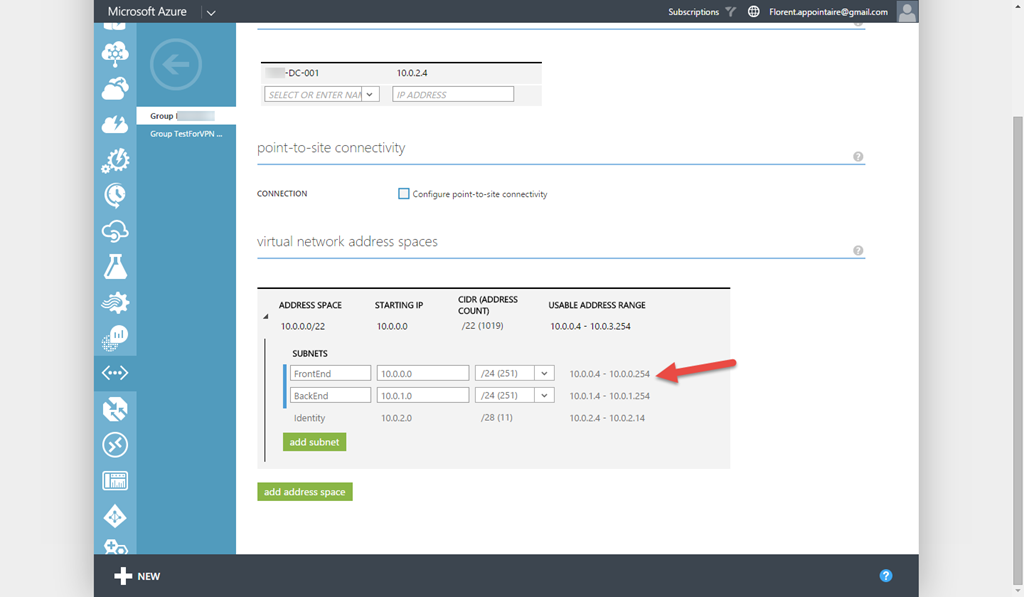 Microsoft Azure
Subscriptions
Florent.appointaire@gmail.com
-DC-001 10.0.2.4
SELECT OR ENTER NAM IP ADDRESS
Group
Group TestForVPN ...
point-to-site connectivity
?
CONNECTION
Configure point-to-site connectivity
virtual network address spaces
?
ADDRESS SPACE STARTING IP CIDR (ADDRESS COUNT) USABLE ADDRESS RANGE
10.0.0.0/22 10.0.0.0 /22 (1019) 10.0.0.4 - 10.0.3.254
SUBNETS
FrontEnd 10.0.0.0 /24 (251) 10.0.0.4 - 10.0.0.254
BackEnd 10.0.1.0 /24 (251) 10.0.1.4 - 10.0.1.254
Identity 10.0.2.0 /28 (11) 10.0.2.4 - 10.0.2.14
add subnet
add address space
NEW
?